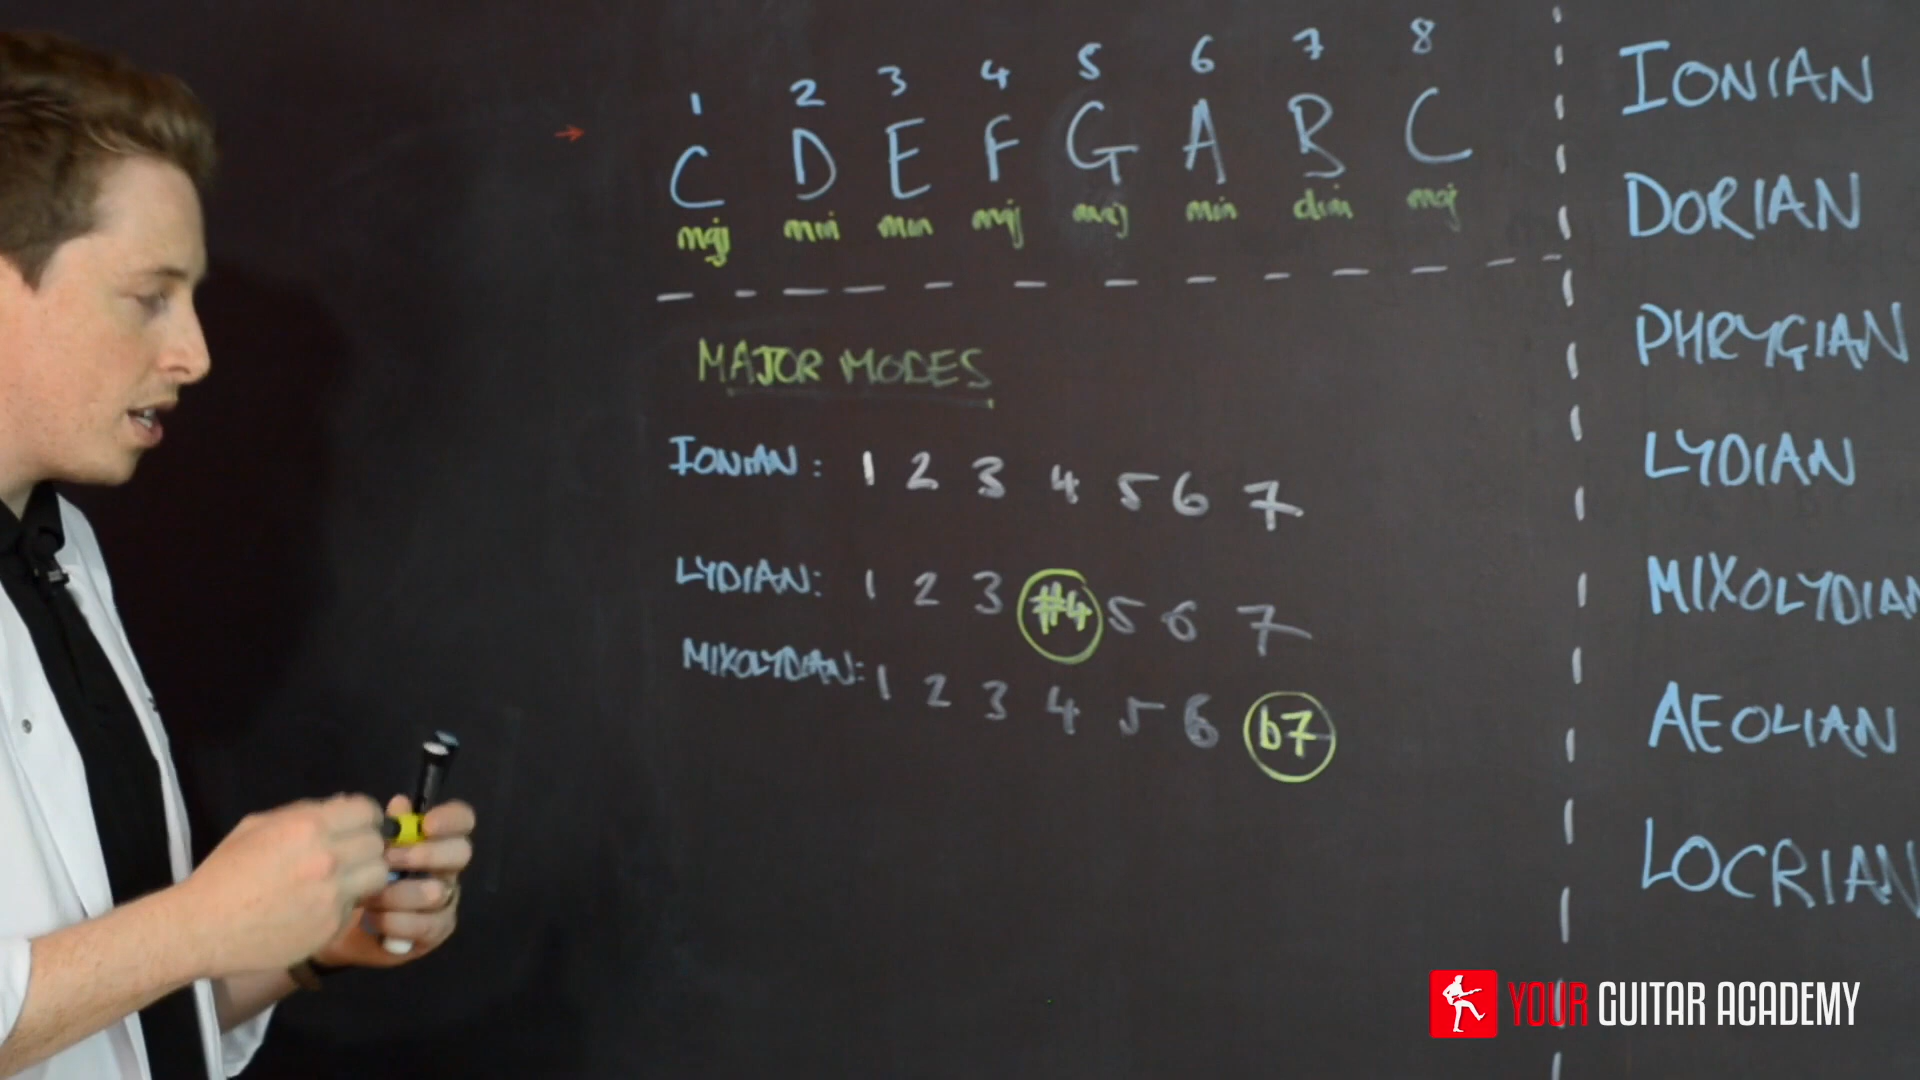 1 2 3 4 5 6 7 8
C D E F G A B C
maj min min maj maj min dim maj
MAJOR MODES
IONIAN: 1 2 3 4 5 6 7
LYDIAN: 1 2 3 #4 5 6 7
MIXOLYDIAN: 1 2 3 4 5 6 b7
IONIAN
DORIAN
PHRYGIAN
LYDIAN
MIXOLYDIAN
AEOLIAN
LOCRIAN
YOUR GUITAR ACADEMY